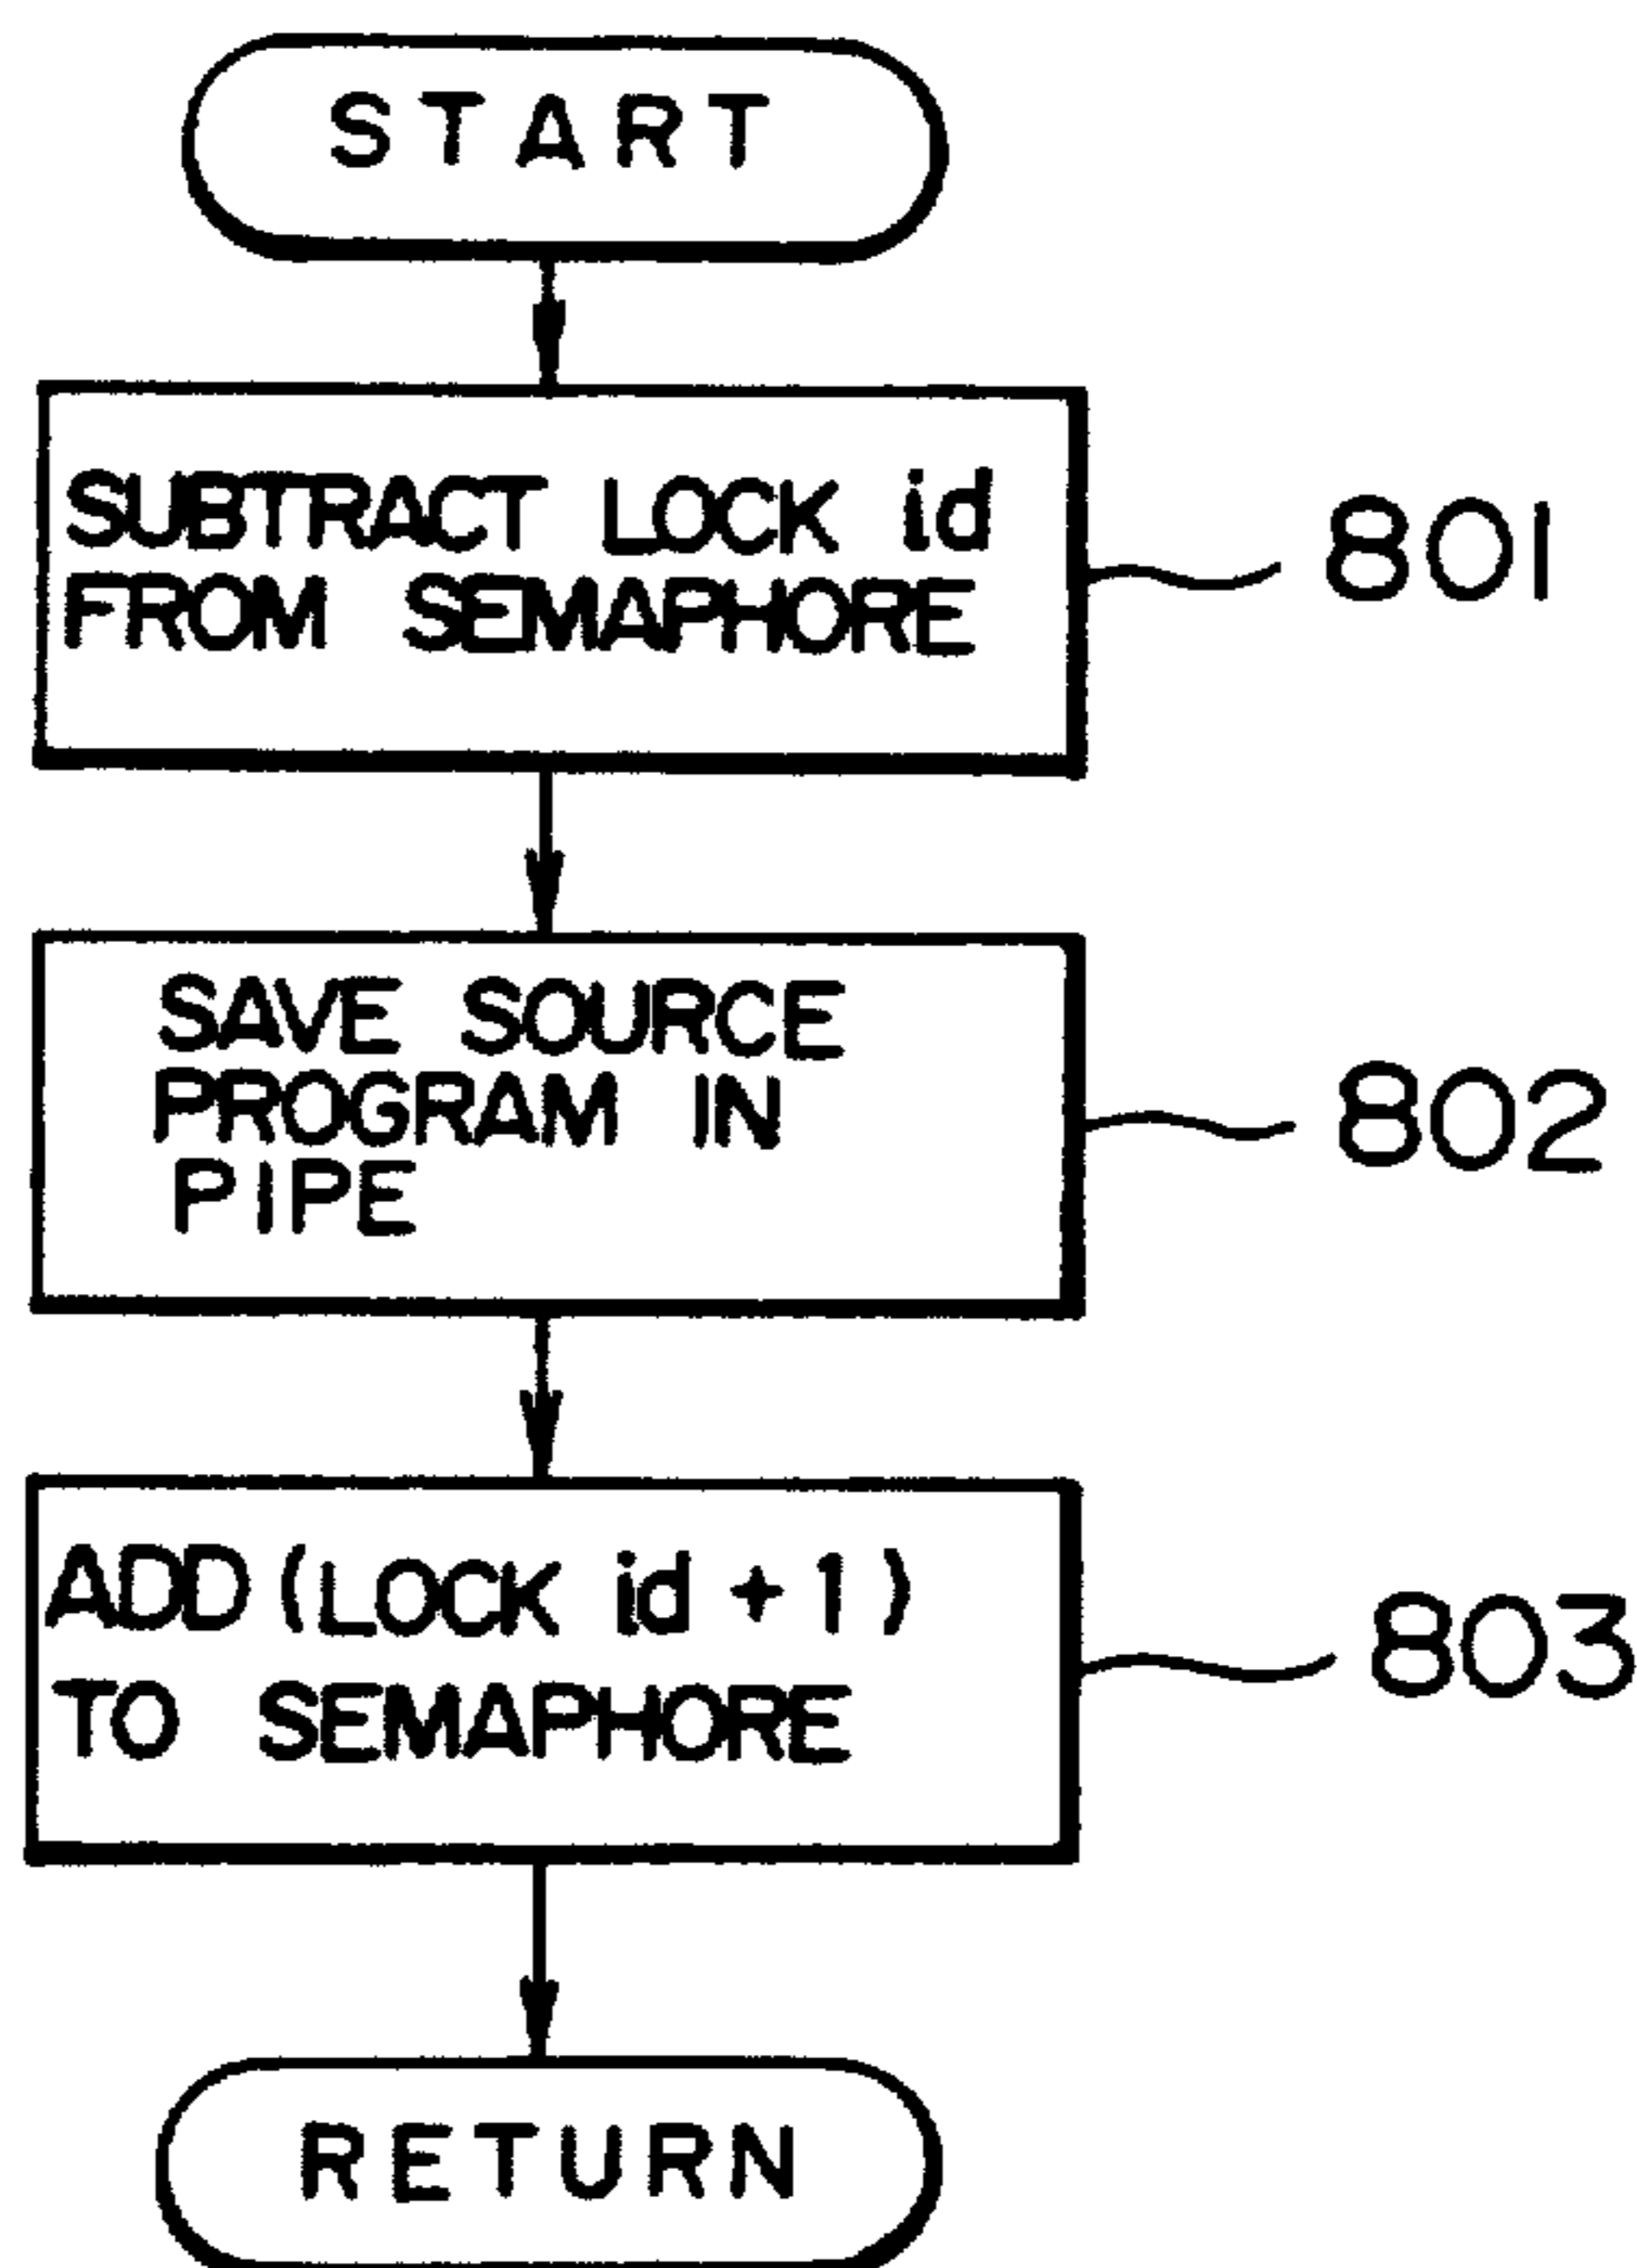 START
SUBTRACT LOCK id
FROM SEMAPHORE
801
SAVE SOURCE
PROGRAM IN
PIPE
802
ADD (LOCK id + 1)
TO SEMAPHORE
803
RETURN